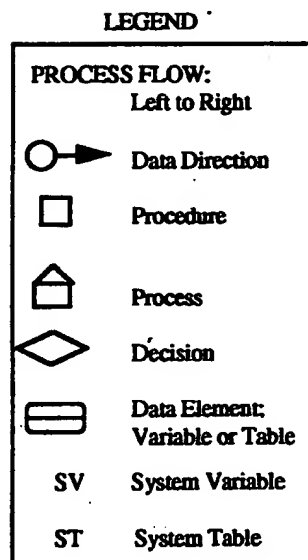 LEGEND
PROCESS FLOW:
Left to Right
Data Direction
Procedure
Process
Decision
Data Element:
Variable or Table
SV System Variable
ST System Table